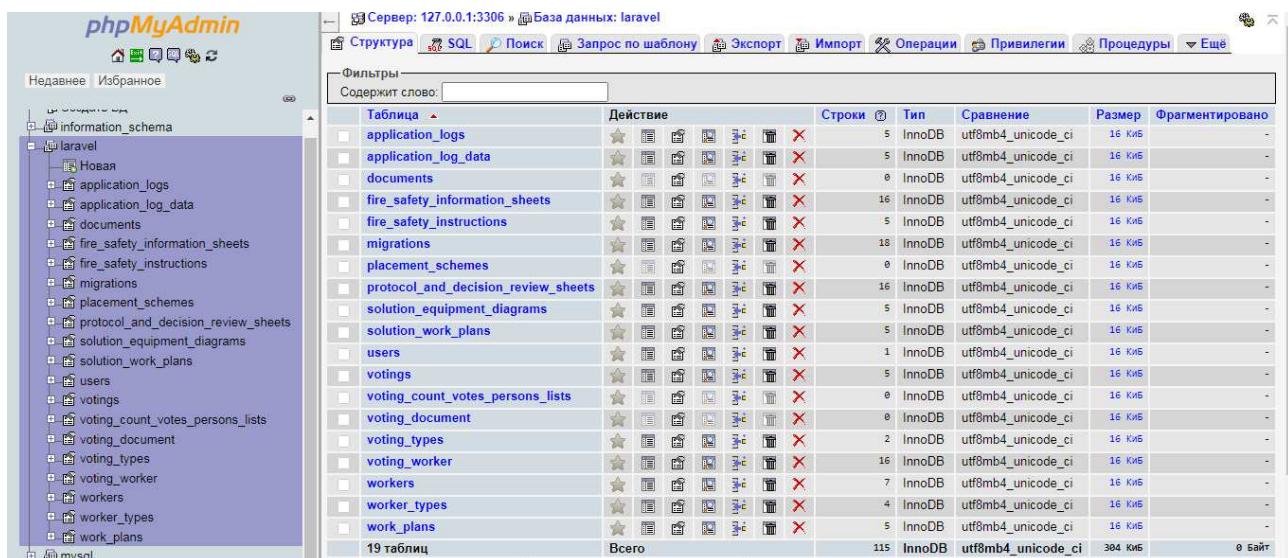 phpMyAdmin
Недавнее Избранное
information_schema
laravel
Новая
application_logs
application_log_data
documents
fire_safety_information_sheets
fire_safety_instructions
migrations
placement_schemes
protocol_and_decision_review_sheets
solution_equipment_diagrams
solution_work_plans
users
votings
voting_count_votes_persons_lists
voting_document
voting_types
voting_worker
workers
worker_types
work_plans
mysql
Сервер: 127.0.0.1:3306 » База данных: laravel
Структура SQL Поиск Запрос по шаблону Экспорт Импорт Операции Привилегии Процедуры Ещё
Фильтры
Содержит слово:
Таблица Действие Строки Тип Сравнение Размер Фрагментировано
application_logs 5 InnoDB utf8mb4_unicode_ci 16 КиБ -
application_log_data 5 InnoDB utf8mb4_unicode_ci 16 КиБ -
documents 0 InnoDB utf8mb4_unicode_ci 16 КиБ -
fire_safety_information_sheets 16 InnoDB utf8mb4_unicode_ci 16 КиБ -
fire_safety_instructions 5 InnoDB utf8mb4_unicode_ci 16 КиБ -
migrations 18 InnoDB utf8mb4_unicode_ci 16 КиБ -
placement_schemes 0 InnoDB utf8mb4_unicode_ci 16 КиБ -
protocol_and_decision_review_sheets 16 InnoDB utf8mb4_unicode_ci 16 КиБ -
solution_equipment_diagrams 5 InnoDB utf8mb4_unicode_ci 16 КиБ -
solution_work_plans 5 InnoDB utf8mb4_unicode_ci 16 КиБ -
users 1 InnoDB utf8mb4_unicode_ci 16 КиБ -
votings 5 InnoDB utf8mb4_unicode_ci 16 КиБ -
voting_count_votes_persons_lists 0 InnoDB utf8mb4_unicode_ci 16 КиБ -
voting_document 0 InnoDB utf8mb4_unicode_ci 16 КиБ -
voting_types 2 InnoDB utf8mb4_unicode_ci 16 КиБ -
voting_worker 16 InnoDB utf8mb4_unicode_ci 16 КиБ -
workers 7 InnoDB utf8mb4_unicode_ci 16 КиБ -
worker_types 4 InnoDB utf8mb4_unicode_ci 16 КиБ -
work_plans 5 InnoDB utf8mb4_unicode_ci 16 КиБ -
19 таблиц Всего 115 InnoDB utf8mb4_unicode_ci 304 КиБ 0 Байт